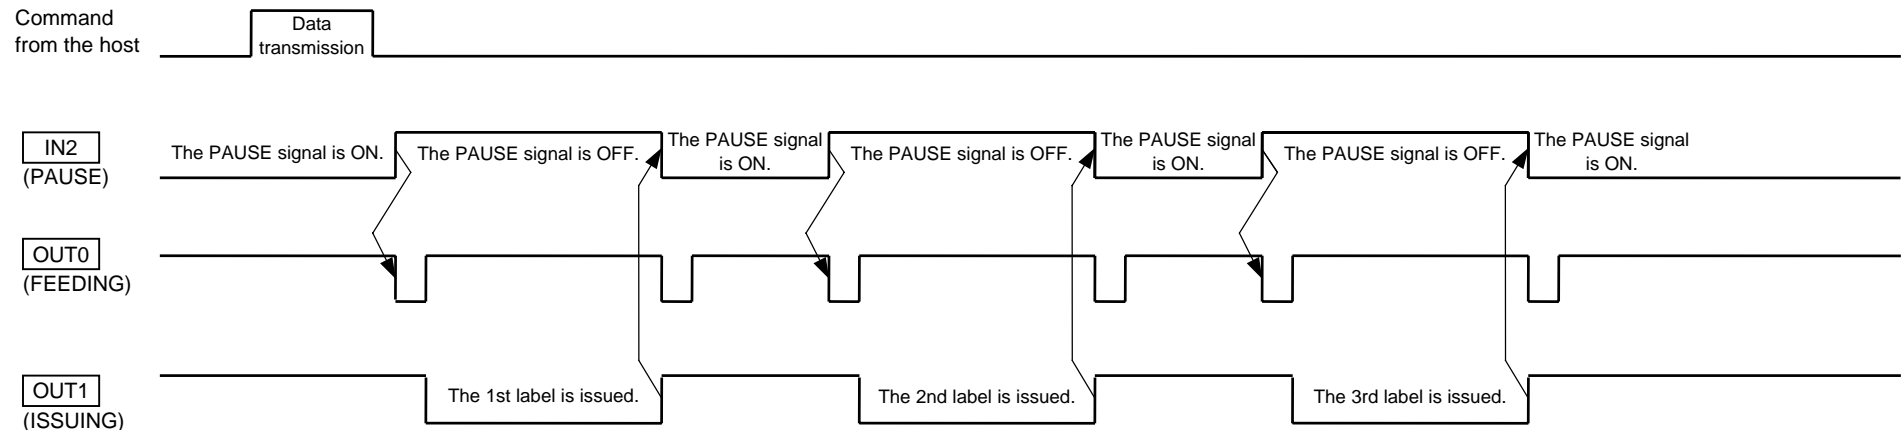 Command
from the host
Data
transmission
IN2
(PAUSE)
The PAUSE signal is ON.
The PAUSE signal is OFF.
The PAUSE signal
is ON.
The PAUSE signal is OFF.
The PAUSE signal
is ON.
The PAUSE signal is OFF.
The PAUSE signal
is ON.
OUT0
(FEEDING)
OUT1
(ISSUING)
The 1st label is issued.
The 2nd label is issued.
The 3rd label is issued.